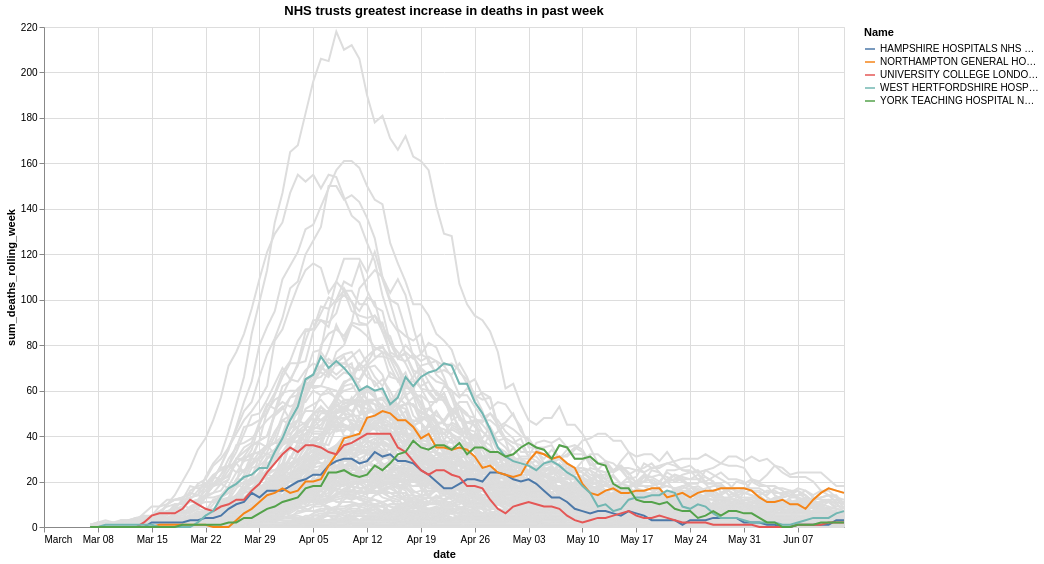 NHS trusts greatest increase in deaths in past week
Name
HAMPSHIRE HOSPITALS NHS …
NORTHAMPTON GENERAL HO…
UNIVERSITY COLLEGE LONDO…
WEST HERTFORDSHIRE HOSP…
YORK TEACHING HOSPITAL N…
220
200
180
160
140
120
100
80
60
40
20
0
sum_deaths_rolling_week
March Mar 08 Mar 15 Mar 22 Mar 29 Apr 05 Apr 12 Apr 19 Apr 26 May 03 May 10 May 17 May 24 May 31 Jun 07
date